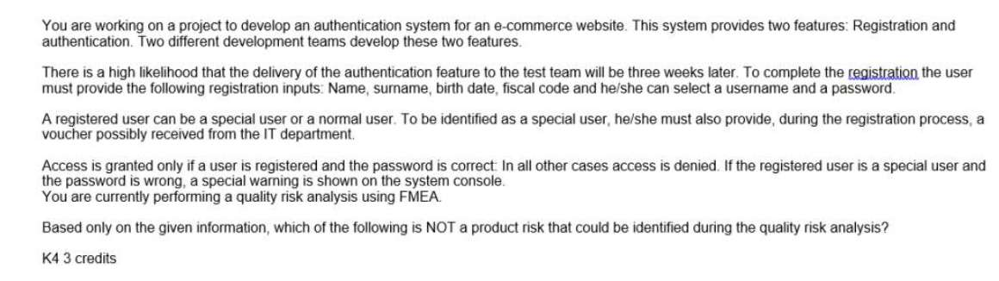 You are working on a project to develop an authentication system for an e-commerce website. This system provides two features: Registration and
authentication. Two different development teams develop these two features.
There is a high likelihood that the delivery of the authentication feature to the test team will be three weeks later. To complete the registration the user
must provide the following registration inputs: Name, surname, birth date, fiscal code and he/she can select a username and a password.
A registered user can be a special user or a normal user. To be identified as a special user, he/she must also provide, during the registration process, a
voucher possibly received from the IT department.
Access is granted only if a user is registered and the password is correct: In all other cases access is denied. If the registered user is a special user and
the password is wrong, a special warning is shown on the system console.
You are currently performing a quality risk analysis using FMEA.
Based only on the given information, which of the following is NOT a product risk that could be identified during the quality risk analysis?
K4 3 credits